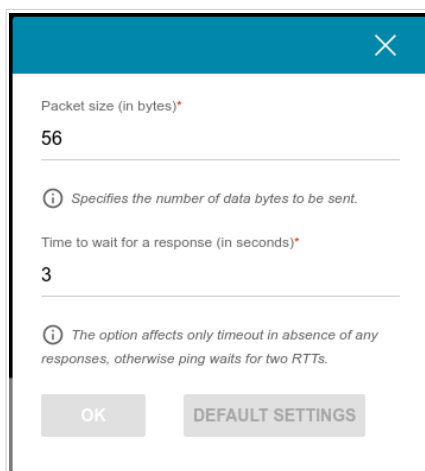 Packet size (in bytes)*
56
Specifies the number of data bytes to be sent.
Time to wait for a response (in seconds)*
3
The option affects only timeout in absence of any
responses, otherwise ping waits for two RTTs.
OK
DEFAULT SETTINGS